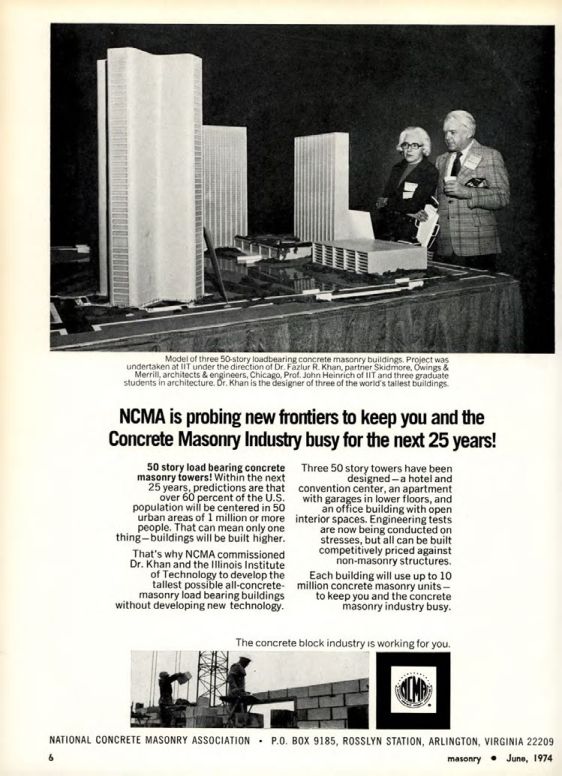 Model of three 50-story loadbearing concrete masonry buildings. Project was
undertaken at IIT under the direction of Dr. Fazlur R. Khan, partner Skidmore, Owings &
Merrill, architects & engineers, Chicago, Prof. John Heinrich of IIT and three graduate
students in architecture. Dr. Khan is the designer of three of the world's tallest buildings.
NCMA is probing new frontiers to keep you and the
Concrete Masonry Industry busy for the next 25 years!
50 story load bearing concrete
masonry towers! Within the next
25 years, predictions are that
over 60 percent of the U.S.
population will be centered in 50
urban areas of 1 million or more
people. That can mean only one
thing—buildings will be built higher.
That's why NCMA commissioned
Dr. Khan and the Illinois Institute
of Technology to develop the
tallest possible all-concrete-
masonry load bearing buildings
without developing new technology.
Three 50 story towers have been
designed—a hotel and
convention center, an apartment
with garages in lower floors, and
an office building with open
interior spaces. Engineering tests
are now being conducted on
stresses, but all can be built
competitively priced against
non-masonry structures.
Each building will use up to 10
million concrete masonry units—
to keep you and the concrete
masonry industry busy.
The concrete block industry is working for you.
NCMA
®
NATIONAL CONCRETE MASONRY ASSOCIATION • P.O. BOX 9185, ROSSLYN STATION, ARLINGTON, VIRGINIA 22209
6
masonry • June, 1974